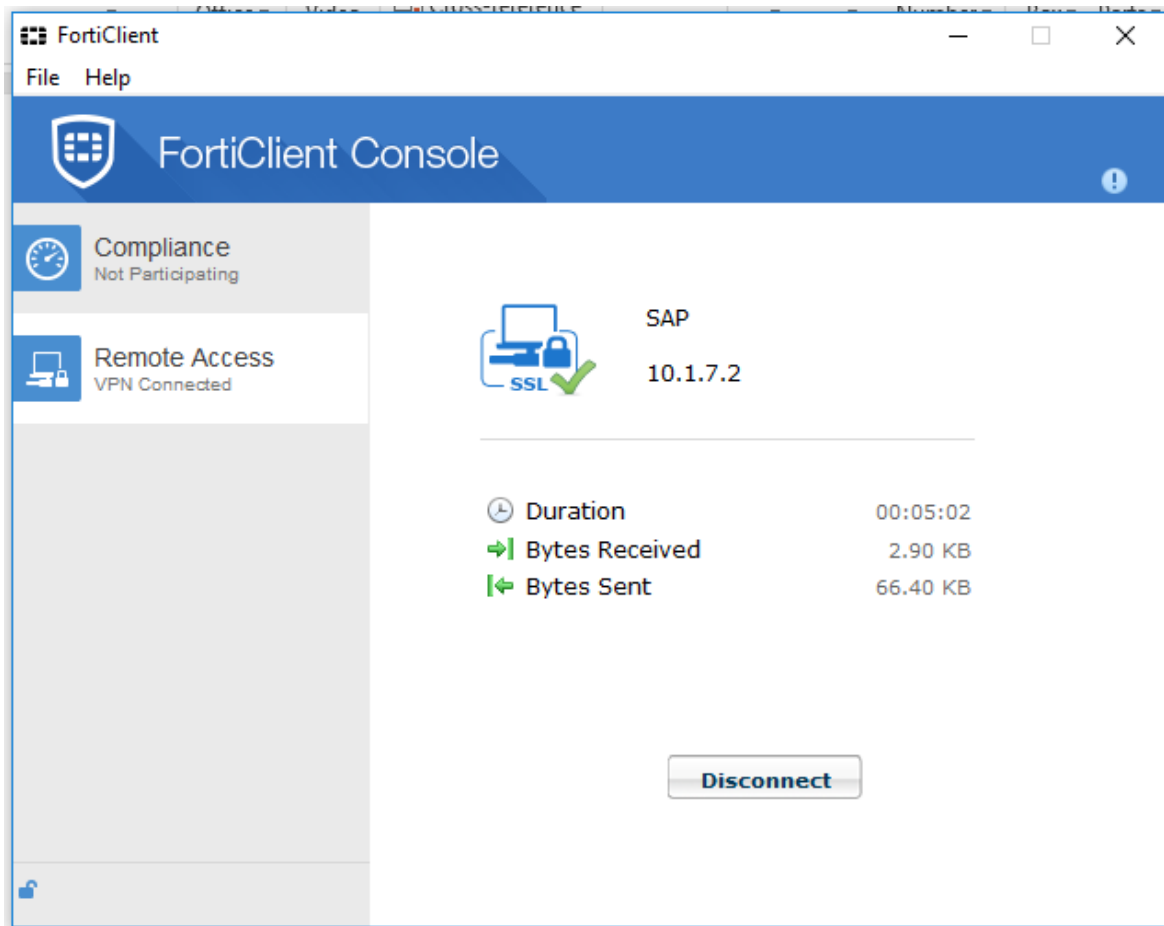 FortiClient
File Help
FortiClient Console
Compliance
Not Participating
Remote Access
VPN Connected
SSL
SAP
10.1.7.2
Duration 00:05:02
Bytes Received 2.90 KB
Bytes Sent 66.40 KB
Disconnect